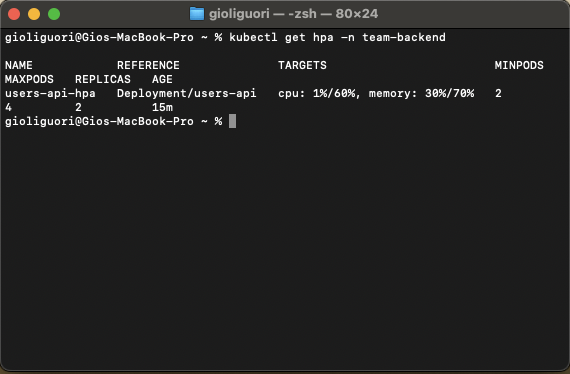 gioliguori — -zsh — 80×24
gioliguori@Gios-MacBook-Pro ~ % kubectl get hpa -n team-backend
NAME            REFERENCE              TARGETS                        MINPODS
MAXPODS   REPLICAS   AGE
users-api-hpa   Deployment/users-api   cpu: 1%/60%, memory: 30%/70%   2
4         2          15m
gioliguori@Gios-MacBook-Pro ~ %